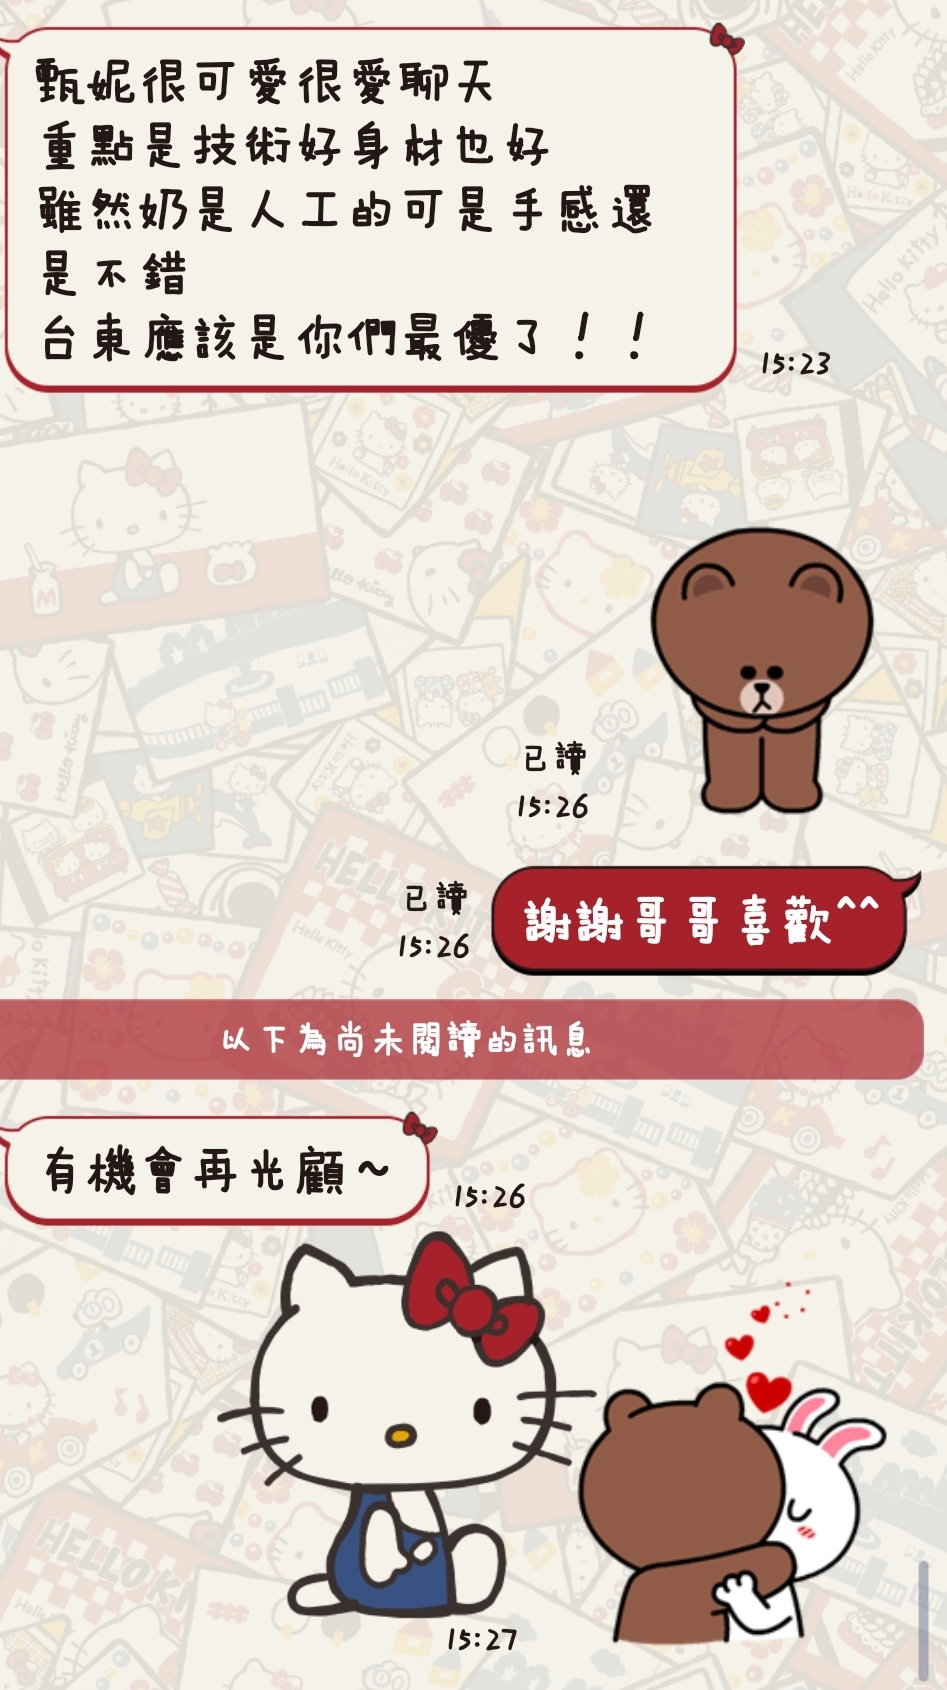 甄妮很可愛很愛聊天
重點是技術好身材也好
雖然奶是人工的可是手感還
是不錯
台東應該是你們最優了！！
15:23
已讀
15:26
已讀
15:26
謝謝哥哥喜歡^^
以下為尚未閱讀的訊息
有機會再光顧～
15:26
15:27